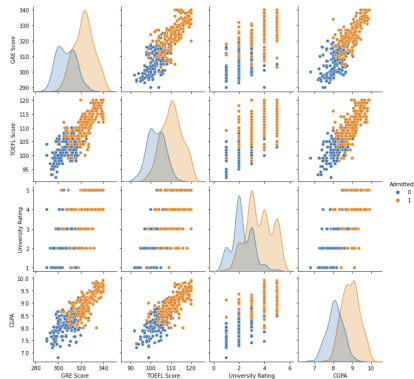 GRE Score
340
330
320
310
300
290
TOEFL Score
120
115
110
105
100
95
University Rating
5
4
3
2
1
Admitted
0
1
CGPA
10.0
9.5
9.0
8.5
8.0
7.5
7.0
280 300 320 340
GRE Score
90 100 110 120
TOEFL Score
0 2 4 6
University Rating
7 8 9 10
CGPA